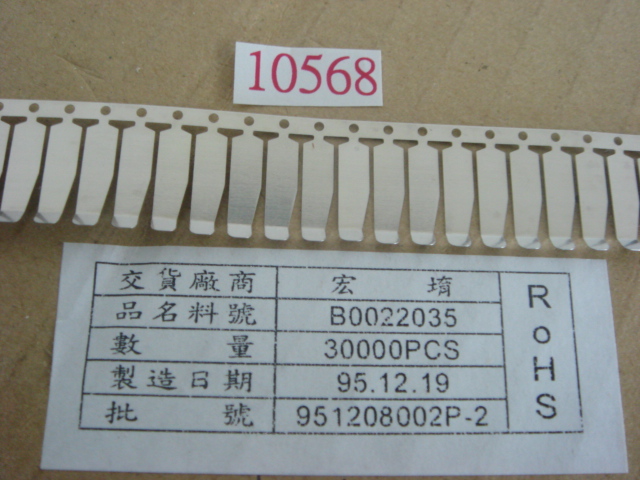 10568
交貨廠商 宏堉
品名料號 B0022035
數量 30000PCS
製造日期 95.12.19
批號 951208002P-2
RoHS